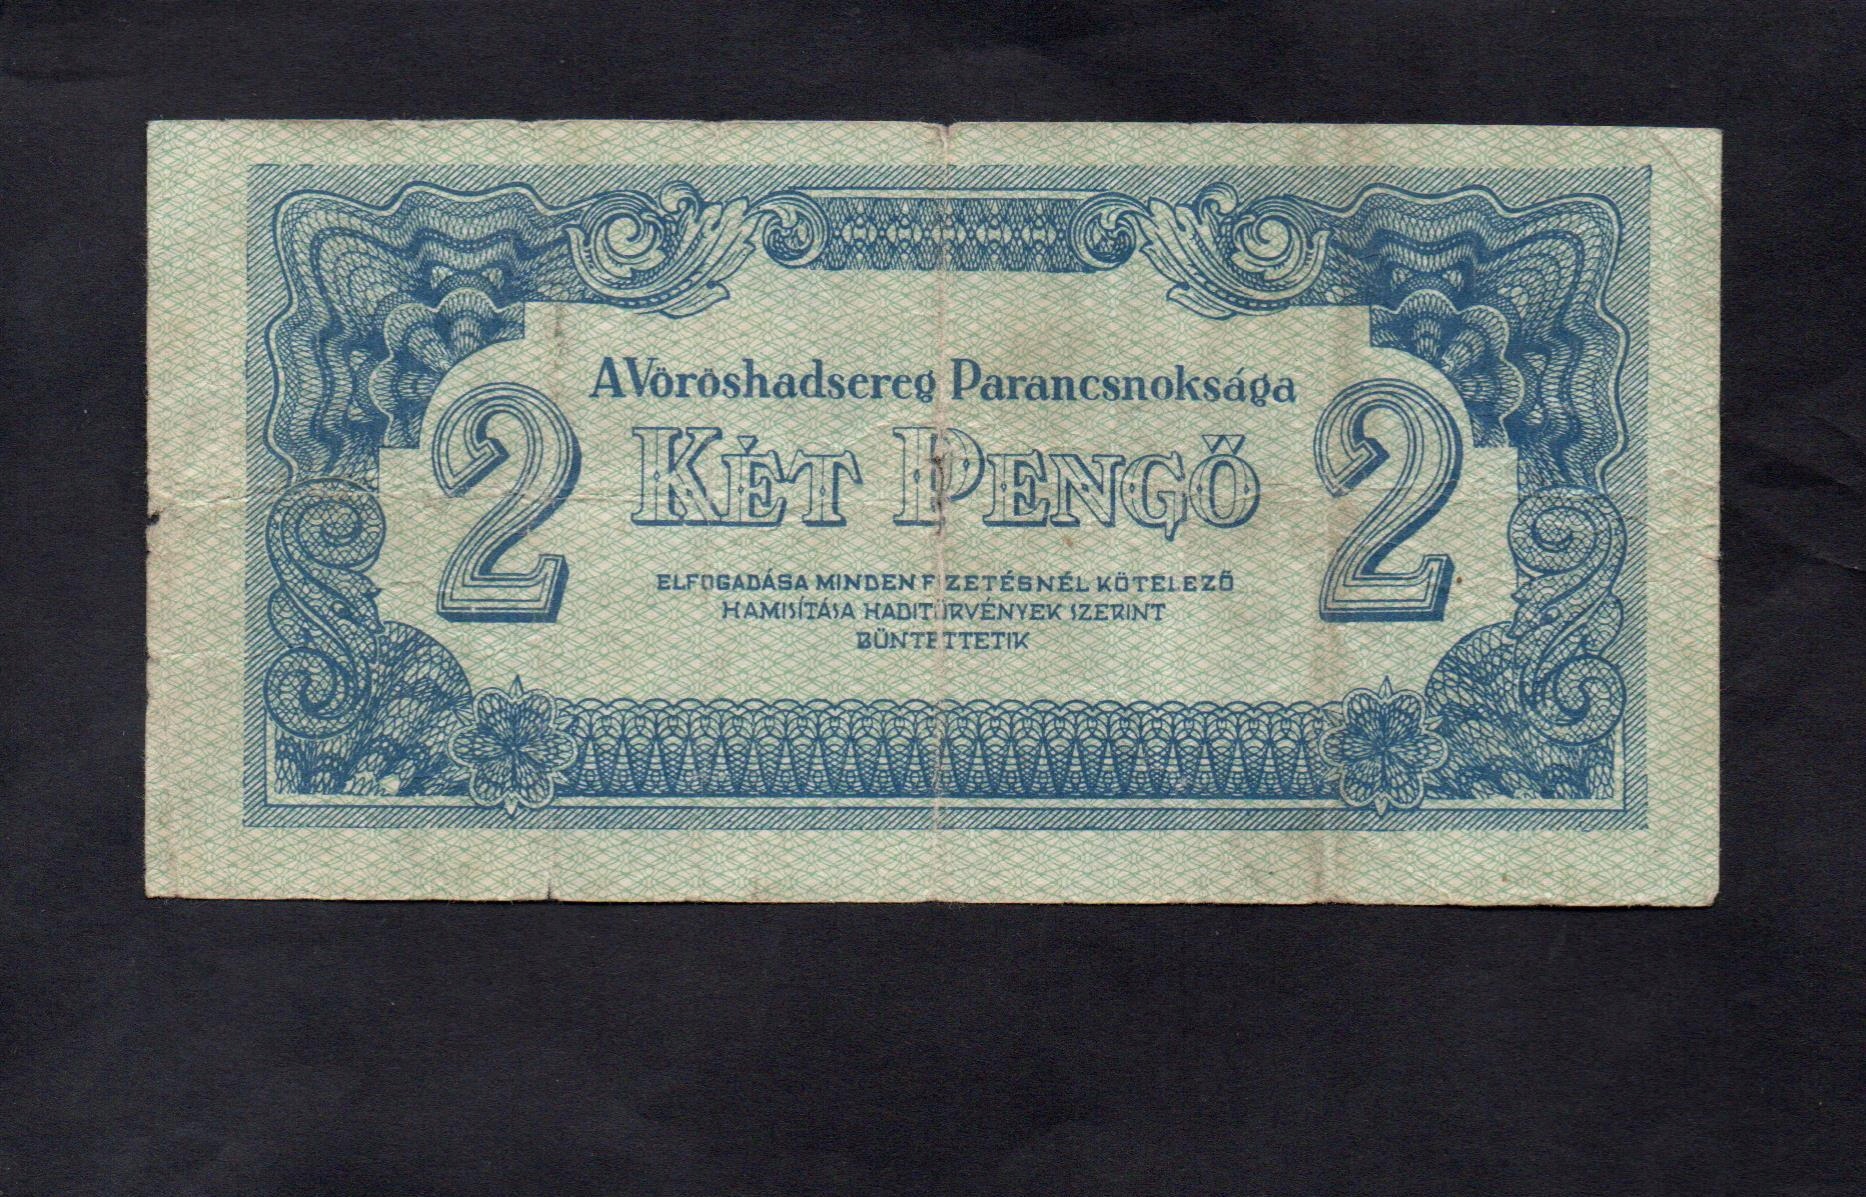 A Vöröshadsereg Parancsnoksága
2 KÉT PENGŐ 2
ELFOGADÁSA MINDEN FIZETÉSNÉL KÖTELEZŐ
HAMISÍTÁSA HADITÖRVÉNYEK SZERINT
BÜNTETTETIK